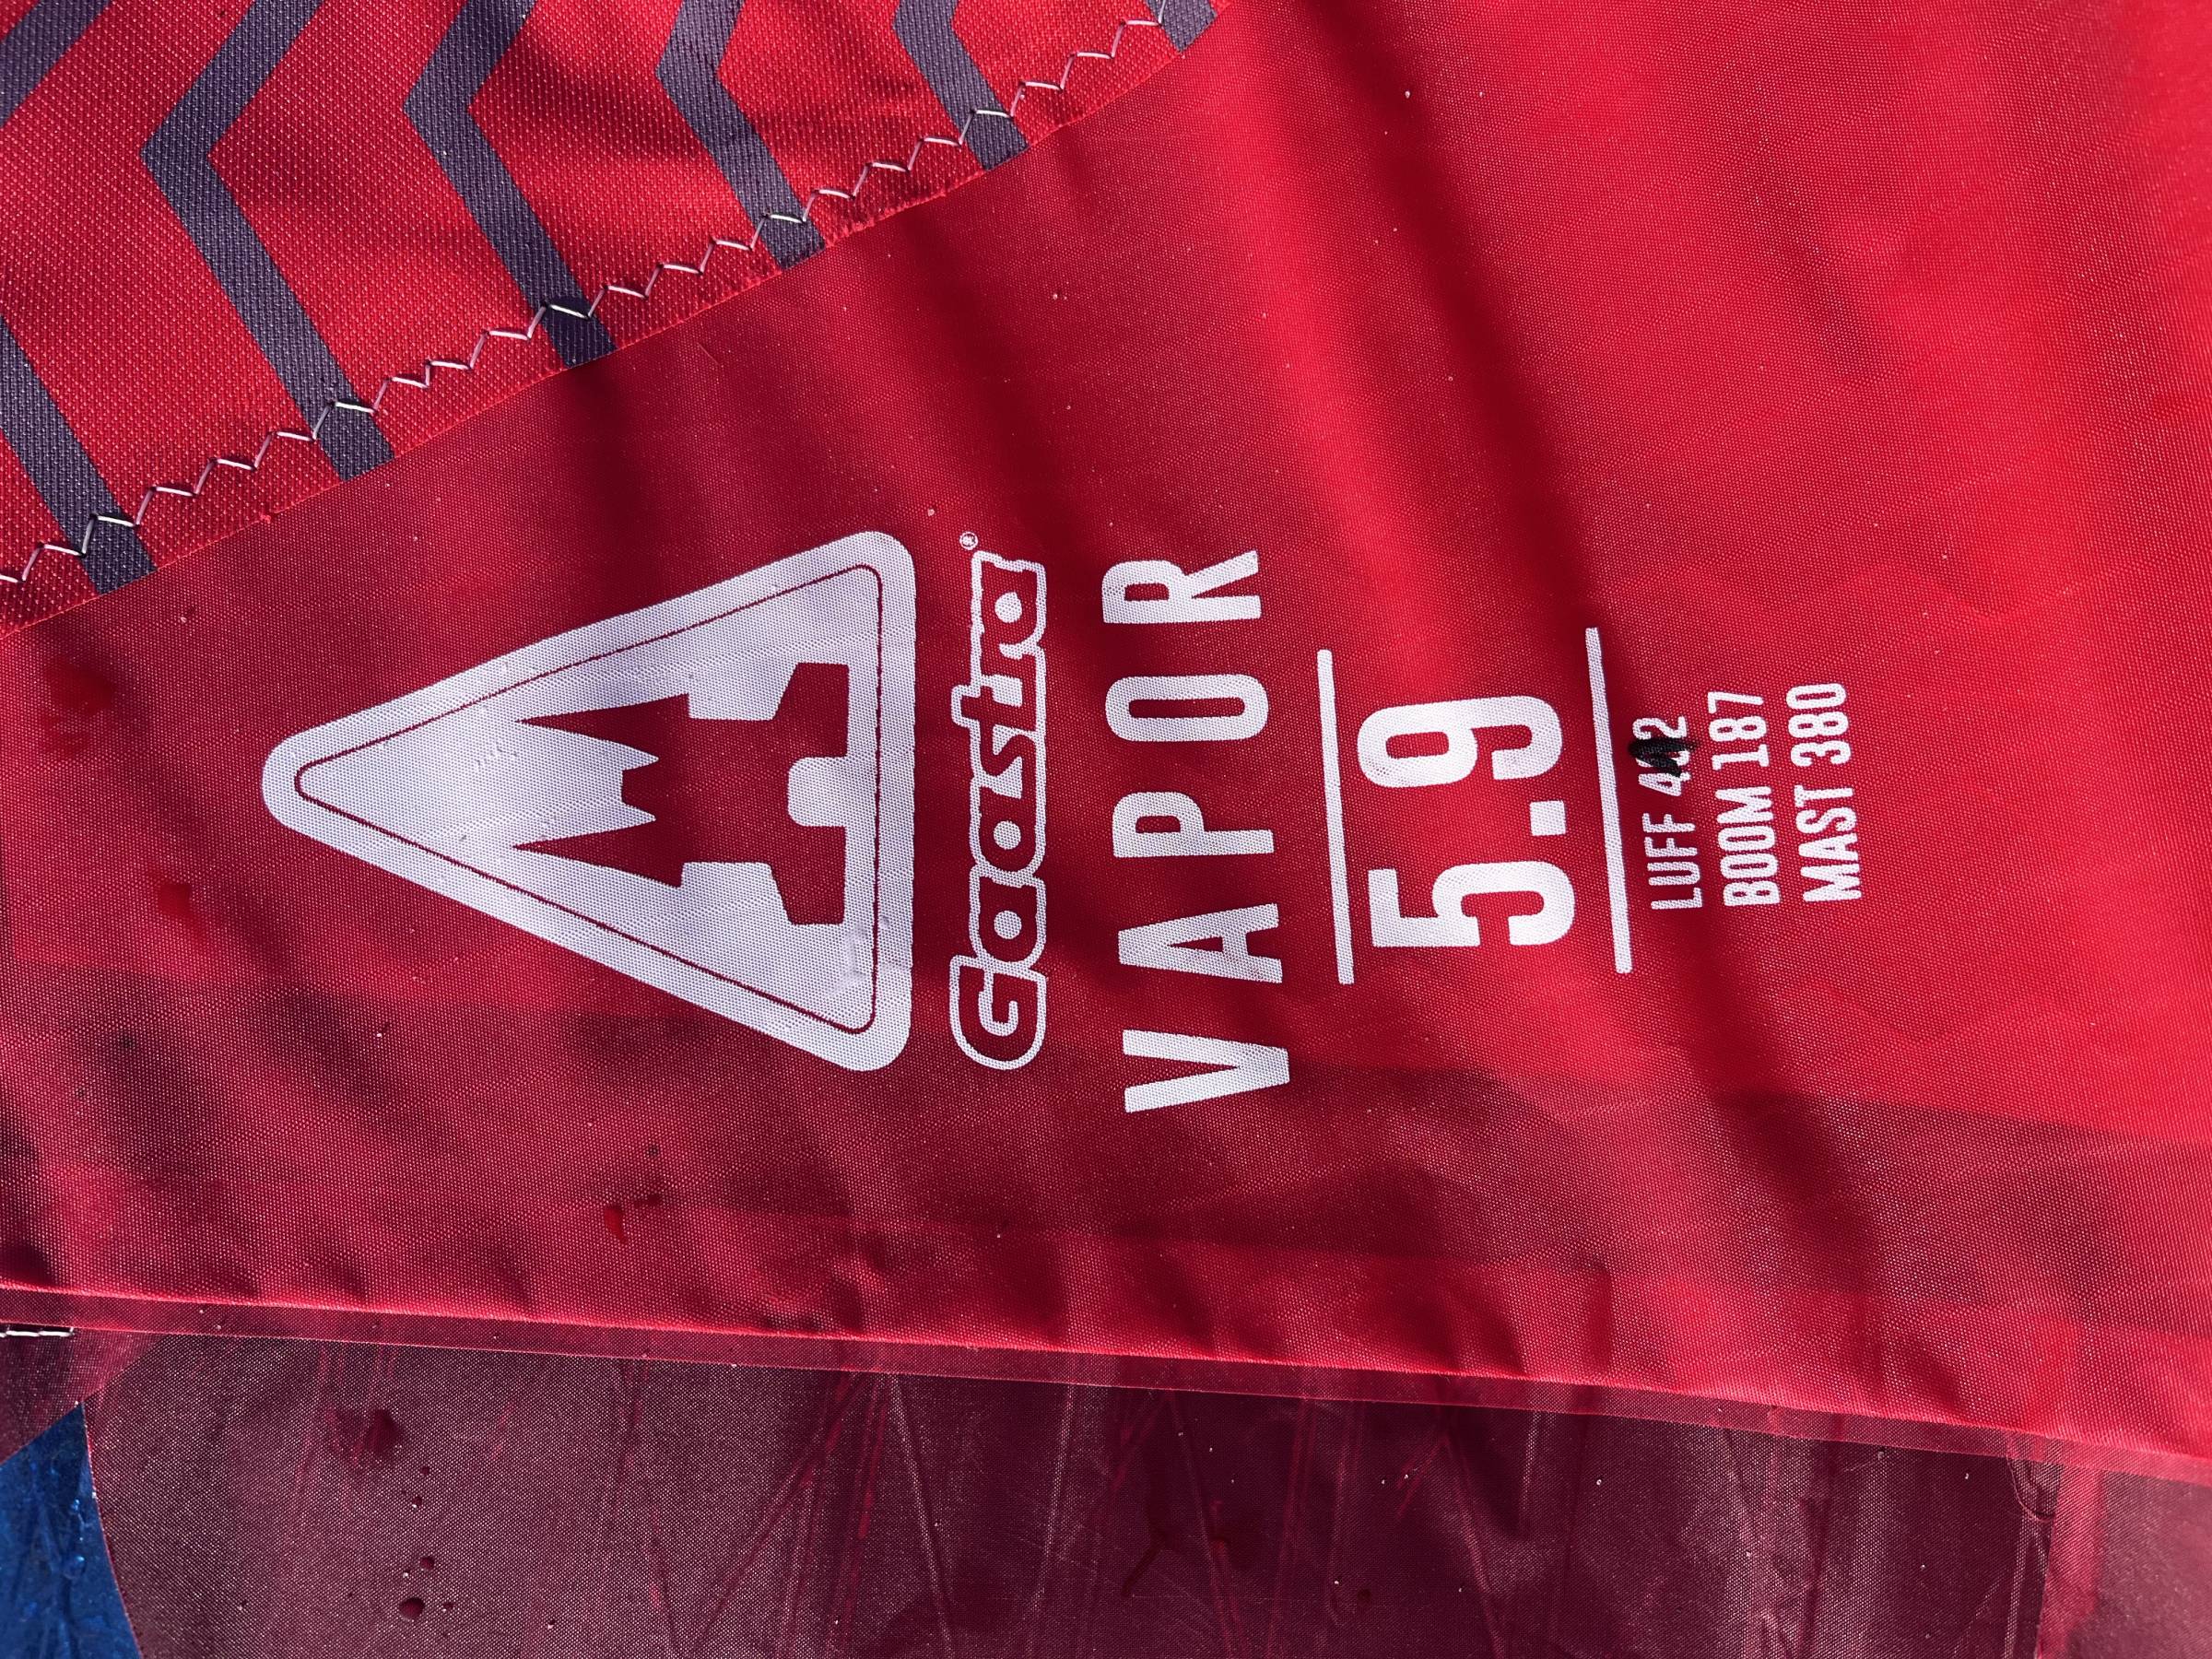 Gaastra®
VAPOR
5.9
LUFF
BOOM 187
MAST 380